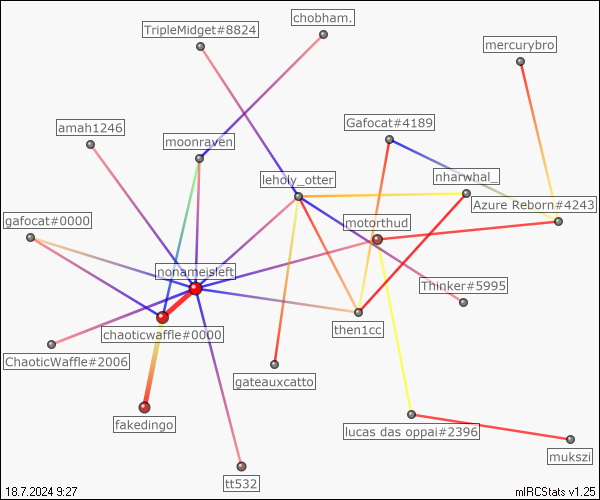 TripleMidget#8824
chobham.
mercurybro
amah1246
Gafocat#4189
moonraven
leholy_otter
nharwhal_
Azure Reborn#4243
gafocat#0000
motorthud
nonameisleft
Thinker#5995
chaoticwaffle#0000
then1cc
ChaoticWaffle#2006
gateauxcatto
fakedingo
lucas das oppai#2396
mukszi
tt532
18.7.2024 9:27
mIRCStats v1.25